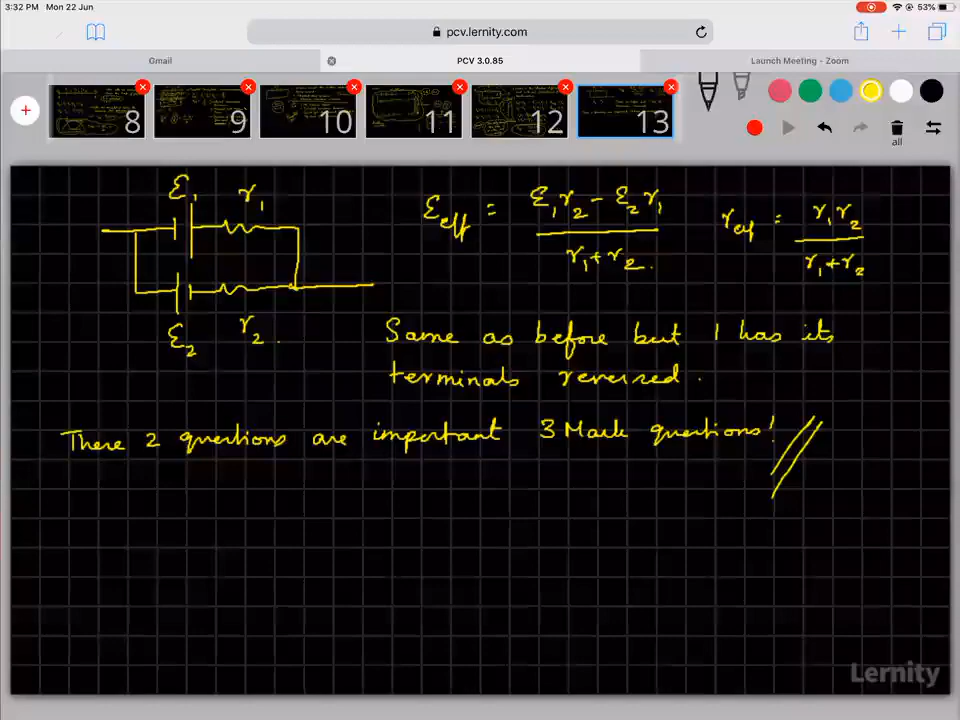 3:32 PM Mon 22 Jun
53%
pcv.lernity.com
Gmail
PCV 3.0.85
Launch Meeting - Zoom
8
9
10
11
12
13
all
ε₁ r₁
ε_eff = (ε₁r₂ − ε₂r₁)/(r₁+r₂).
r_eff = r₁r₂/(r₁+r₂)
ε₂ r₂.
Same as before but 1 has its
terminals reversed.
These 2 questions are important 3 Mark questions!
Lernity